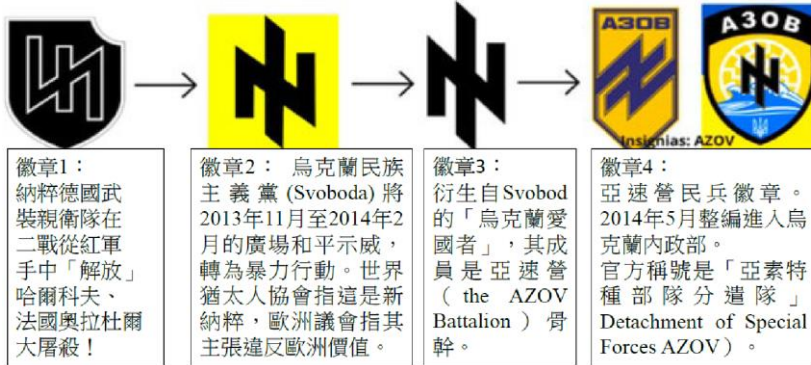 АЗОВ
АЗОВ
Insignias: AZOV
徽章1：
納粹德國武
裝親衛隊在
二戰從紅軍
手中「解放」
哈爾科夫、
法國奧拉杜爾
大屠殺！
徽章2： 烏克蘭民族
主義黨(Svoboda)將
2013年11月至2014年2
月的廣場和平示威，
轉為暴力行動。世界
猶太人協會指這是新
納粹，歐洲議會指其
主張違反歐洲價值。
徽章3：
衍生自Svobod
的「烏克蘭愛
國者」，其成
員是亞速營
（the AZOV
Battalion）骨
幹。
徽章4：
亞速營民兵徽章。
2014年5月整編進入烏
克蘭內政部。
官方稱號是「亞素特
種部隊分遣隊」
Detachment of Special
Forces AZOV）。